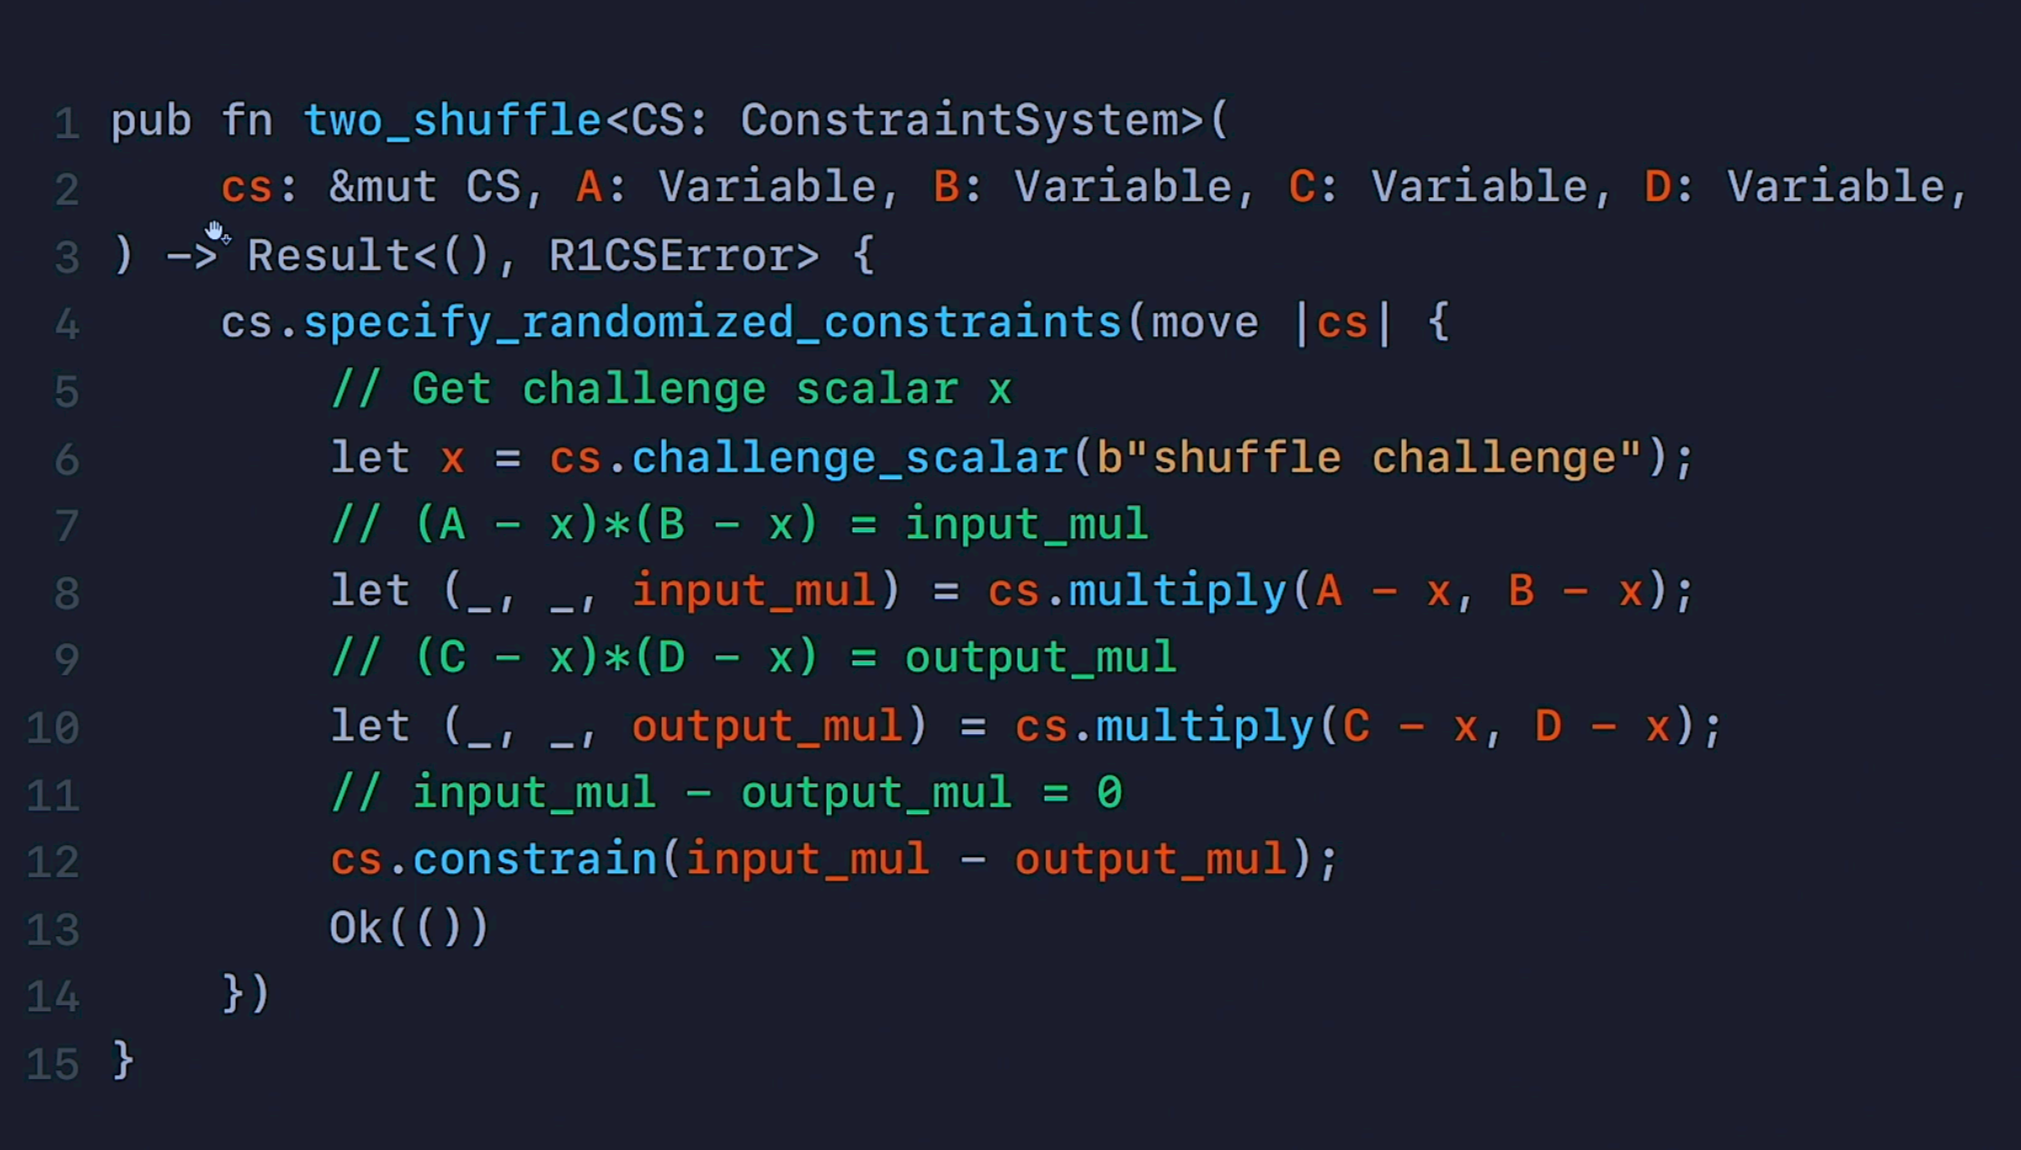 1 pub fn two_shuffle<CS: ConstraintSystem>(
2     cs: &mut CS, A: Variable, B: Variable, C: Variable, D: Variable,
3 ) -> Result<(), R1CSError> {
4     cs.specify_randomized_constraints(move |cs| {
5         // Get challenge scalar x
6         let x = cs.challenge_scalar(b"shuffle challenge");
7         // (A - x)*(B - x) = input_mul
8         let (_, _, input_mul) = cs.multiply(A - x, B - x);
9         // (C - x)*(D - x) = output_mul
10         let (_, _, output_mul) = cs.multiply(C - x, D - x);
11         // input_mul - output_mul = 0
12         cs.constrain(input_mul - output_mul);
13         Ok(())
14     })
15 }